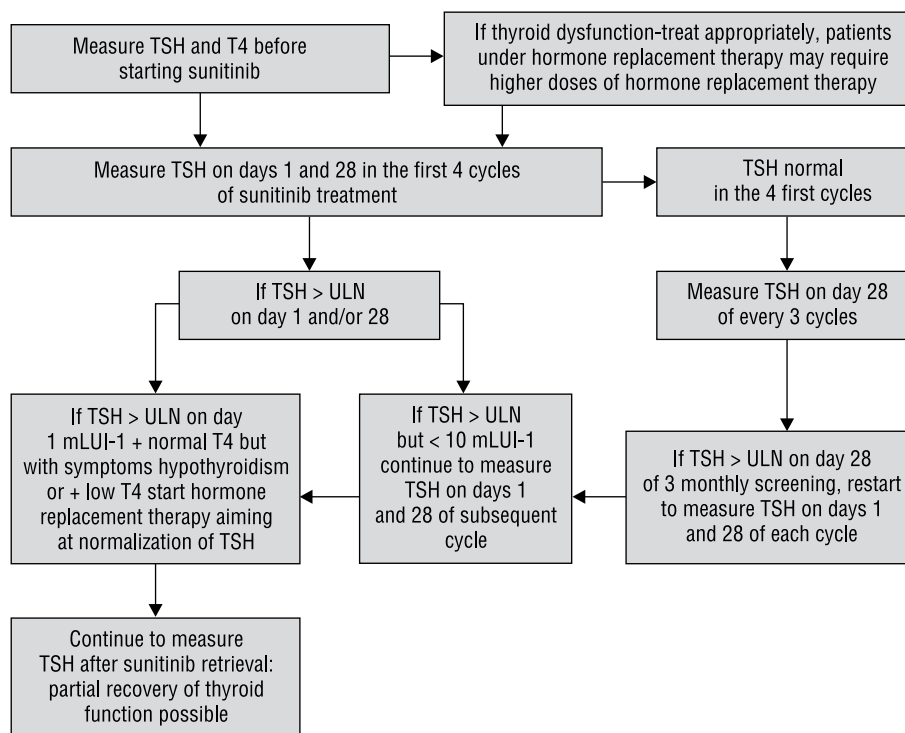 Measure TSH and T4 before
starting sunitinib
If thyroid dysfunction-treat appropriately, patients
under hormone replacement therapy may require
higher doses of hormone replacement therapy
Measure TSH on days 1 and 28 in the first 4 cycles
of sunitinib treatment
TSH normal
in the 4 first cycles
If TSH > ULN
on day 1 and/or 28
Measure TSH on day 28
of every 3 cycles
If TSH > ULN on day
1 mLUI-1 + normal T4 but
with symptoms hypothyroidism
or + low T4 start hormone
replacement therapy aiming
at normalization of TSH
If TSH > ULN
but < 10 mLUI-1
continue to measure
TSH on days 1
and 28 of subsequent
cycle
If TSH > ULN on day 28
of 3 monthly screening, restart
to measure TSH on days 1
and 28 of each cycle
Continue to measure
TSH after sunitinib retrieval:
partial recovery of thyroid
function possible